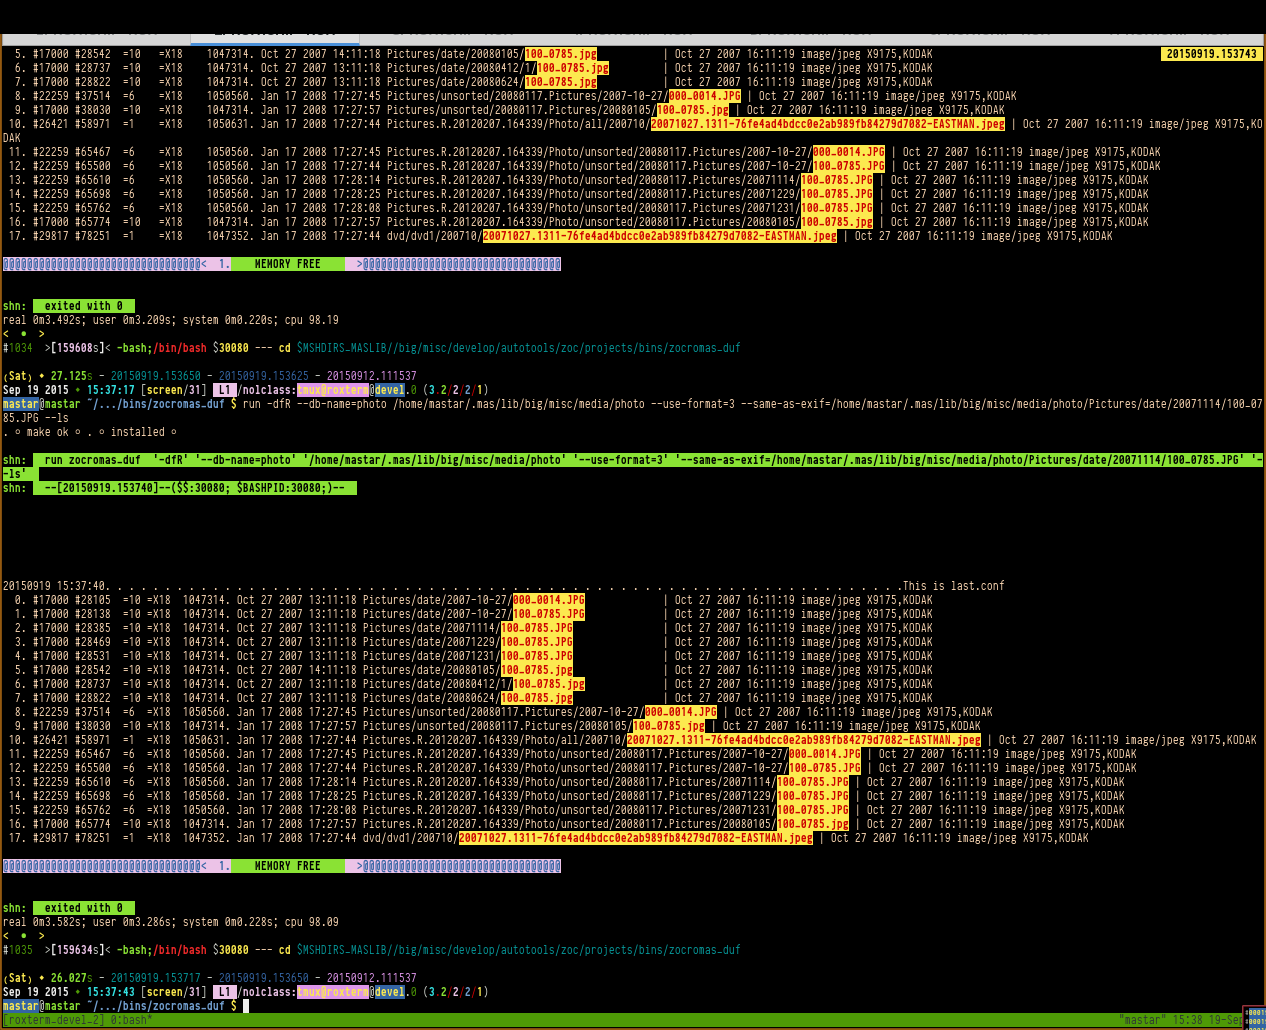 5. #17000 #28542  =10   =X18    1047314. Oct 27 2007 14:11:18 Pictures/date/20080105/100_0785.jpg           | Oct 27 2007 16:11:19 image/jpeg X9175,KODAK 20150919.153743
6. #17000 #28737  =10   =X18    1047314. Oct 27 2007 13:11:18 Pictures/date/20080412/1/100_0785.jpg         | Oct 27 2007 16:11:19 image/jpeg X9175,KODAK
7. #17000 #28822  =10   =X18    1047314. Oct 27 2007 13:11:18 Pictures/date/20080624/100_0785.jpg           | Oct 27 2007 16:11:19 image/jpeg X9175,KODAK
8. #22259 #37514  =6    =X18    1050560. Jan 17 2008 17:27:45 Pictures/unsorted/20080117.Pictures/2007-10-27/000_0014.JPG | Oct 27 2007 16:11:19 image/jpeg X9175,KODAK
9. #17000 #38030  =10   =X18    1047314. Jan 17 2008 17:27:57 Pictures/unsorted/20080117.Pictures/20080105/100_0785.jpg | Oct 27 2007 16:11:19 image/jpeg X9175,KODAK
10. #26421 #58971  =1    =X18    1050631. Jan 17 2008 17:27:44 Pictures.R.20120207.164339/Photo/all/200710/20071027.1311-76fe4ad4bdcc0e2ab989fb84279d7082-EASTMAN.jpeg | Oct 27 2007 16:11:19 image/jpeg X9175,KO
DAK
11. #22259 #65467  =6    =X18    1050560. Jan 17 2008 17:27:45 Pictures.R.20120207.164339/Photo/unsorted/20080117.Pictures/2007-10-27/000_0014.JPG | Oct 27 2007 16:11:19 image/jpeg X9175,KODAK
12. #22259 #65500  =6    =X18    1050560. Jan 17 2008 17:27:44 Pictures.R.20120207.164339/Photo/unsorted/20080117.Pictures/2007-10-27/100_0785.JPG | Oct 27 2007 16:11:19 image/jpeg X9175,KODAK
13. #22259 #65610  =6    =X18    1050560. Jan 17 2008 17:28:14 Pictures.R.20120207.164339/Photo/unsorted/20080117.Pictures/20071114/100_0785.JPG | Oct 27 2007 16:11:19 image/jpeg X9175,KODAK
14. #22259 #65698  =6    =X18    1050560. Jan 17 2008 17:28:25 Pictures.R.20120207.164339/Photo/unsorted/20080117.Pictures/20071229/100_0785.JPG | Oct 27 2007 16:11:19 image/jpeg X9175,KODAK
15. #22259 #65762  =6    =X18    1050560. Jan 17 2008 17:28:08 Pictures.R.20120207.164339/Photo/unsorted/20080117.Pictures/20071231/100_0785.JPG | Oct 27 2007 16:11:19 image/jpeg X9175,KODAK
16. #17000 #65774  =10   =X18    1047314. Jan 17 2008 17:27:57 Pictures.R.20120207.164339/Photo/unsorted/20080117.Pictures/20080105/100_0785.jpg | Oct 27 2007 16:11:19 image/jpeg X9175,KODAK
17. #29817 #78251  =1    =X18    1047352. Jan 17 2008 17:27:44 dvd/dvd1/200710/20071027.1311-76fe4ad4bdcc0e2ab989fb84279d7082-EASTMAN.jpeg | Oct 27 2007 16:11:19 image/jpeg X9175,KODAK
@@@@@@@@@@@@@@@@@@@@@@@@@@@@@@@@@<  1.    MEMORY FREE      >@@@@@@@@@@@@@@@@@@@@@@@@@@@@@@@@@
shn:   exited with 0
real 0m3.492s; user 0m3.209s; system 0m0.220s; cpu 98.19
<  •  >
#1034  >[159608s]< -bash;/bin/bash $30080 --- cd $MSHDIRS_MASLIB//big/misc/develop/autotools/zoc/projects/bins/zocromas_duf
(Sat) • 27.125s - 20150919.153650 - 20150919.153625 - 20150912.111537
Sep 19 2015 • 15:37:17 [screen/31]  L1 /nolclass:tmux@roxterm@devel.0 (3.2/2/2/1)
mastar@mastar ~/.../bins/zocromas_duf $ run -dfR --db-name=photo /home/mastar/.mas/lib/big/misc/media/photo --use-format=3 --same-as-exif=/home/mastar/.mas/lib/big/misc/media/photo/Pictures/date/20071114/100_07
85.JPG --ls
. ○ make ok ○ . ○ installed ○
shn:   run zocromas_duf  '-dfR' '--db-name=photo' '/home/mastar/.mas/lib/big/misc/media/photo' '--use-format=3' '--same-as-exif=/home/mastar/.mas/lib/big/misc/media/photo/Pictures/date/20071114/100_0785.JPG' '-
-ls'
shn:   --[20150919.153740]--($$:30080; $BASHPID:30080;)--
20150919 15:37:40. . . . . . . . . . . . . . . . . . . . . . . . . . . . . . . . . . . . . . . . . . . . . . . . . . . . . . . . . . . . . . . . . . .This is last.conf
0. #17000 #28105  =10 =X18  1047314. Oct 27 2007 13:11:18 Pictures/date/2007-10-27/000_0014.JPG             | Oct 27 2007 16:11:19 image/jpeg X9175,KODAK
1. #17000 #28138  =10 =X18  1047314. Oct 27 2007 13:11:18 Pictures/date/2007-10-27/100_0785.JPG             | Oct 27 2007 16:11:19 image/jpeg X9175,KODAK
2. #17000 #28385  =10 =X18  1047314. Oct 27 2007 13:11:18 Pictures/date/20071114/100_0785.JPG               | Oct 27 2007 16:11:19 image/jpeg X9175,KODAK
3. #17000 #28469  =10 =X18  1047314. Oct 27 2007 13:11:18 Pictures/date/20071229/100_0785.JPG               | Oct 27 2007 16:11:19 image/jpeg X9175,KODAK
4. #17000 #28531  =10 =X18  1047314. Oct 27 2007 13:11:18 Pictures/date/20071231/100_0785.JPG               | Oct 27 2007 16:11:19 image/jpeg X9175,KODAK
5. #17000 #28542  =10 =X18  1047314. Oct 27 2007 14:11:18 Pictures/date/20080105/100_0785.jpg               | Oct 27 2007 16:11:19 image/jpeg X9175,KODAK
6. #17000 #28737  =10 =X18  1047314. Oct 27 2007 13:11:18 Pictures/date/20080412/1/100_0785.jpg             | Oct 27 2007 16:11:19 image/jpeg X9175,KODAK
7. #17000 #28822  =10 =X18  1047314. Oct 27 2007 13:11:18 Pictures/date/20080624/100_0785.jpg               | Oct 27 2007 16:11:19 image/jpeg X9175,KODAK
8. #22259 #37514  =6  =X18  1050560. Jan 17 2008 17:27:45 Pictures/unsorted/20080117.Pictures/2007-10-27/000_0014.JPG | Oct 27 2007 16:11:19 image/jpeg X9175,KODAK
9. #17000 #38030  =10 =X18  1047314. Jan 17 2008 17:27:57 Pictures/unsorted/20080117.Pictures/20080105/100_0785.jpg | Oct 27 2007 16:11:19 image/jpeg X9175,KODAK
10. #26421 #58971  =1  =X18  1050631. Jan 17 2008 17:27:44 Pictures.R.20120207.164339/Photo/all/200710/20071027.1311-76fe4ad4bdcc0e2ab989fb84279d7082-EASTMAN.jpeg | Oct 27 2007 16:11:19 image/jpeg X9175,KODAK
11. #22259 #65467  =6  =X18  1050560. Jan 17 2008 17:27:45 Pictures.R.20120207.164339/Photo/unsorted/20080117.Pictures/2007-10-27/000_0014.JPG | Oct 27 2007 16:11:19 image/jpeg X9175,KODAK
12. #22259 #65500  =6  =X18  1050560. Jan 17 2008 17:27:44 Pictures.R.20120207.164339/Photo/unsorted/20080117.Pictures/2007-10-27/100_0785.JPG | Oct 27 2007 16:11:19 image/jpeg X9175,KODAK
13. #22259 #65610  =6  =X18  1050560. Jan 17 2008 17:28:14 Pictures.R.20120207.164339/Photo/unsorted/20080117.Pictures/20071114/100_0785.JPG | Oct 27 2007 16:11:19 image/jpeg X9175,KODAK
14. #22259 #65698  =6  =X18  1050560. Jan 17 2008 17:28:25 Pictures.R.20120207.164339/Photo/unsorted/20080117.Pictures/20071229/100_0785.JPG | Oct 27 2007 16:11:19 image/jpeg X9175,KODAK
15. #22259 #65762  =6  =X18  1050560. Jan 17 2008 17:28:08 Pictures.R.20120207.164339/Photo/unsorted/20080117.Pictures/20071231/100_0785.JPG | Oct 27 2007 16:11:19 image/jpeg X9175,KODAK
16. #17000 #65774  =10 =X18  1047314. Jan 17 2008 17:27:57 Pictures.R.20120207.164339/Photo/unsorted/20080117.Pictures/20080105/100_0785.jpg | Oct 27 2007 16:11:19 image/jpeg X9175,KODAK
17. #29817 #78251  =1  =X18  1047352. Jan 17 2008 17:27:44 dvd/dvd1/200710/20071027.1311-76fe4ad4bdcc0e2ab989fb84279d7082-EASTMAN.jpeg | Oct 27 2007 16:11:19 image/jpeg X9175,KODAK
@@@@@@@@@@@@@@@@@@@@@@@@@@@@@@@@@<  1.    MEMORY FREE      >@@@@@@@@@@@@@@@@@@@@@@@@@@@@@@@@@
shn:   exited with 0
real 0m3.582s; user 0m3.286s; system 0m0.228s; cpu 98.09
<  •  >
#1035  >[159634s]< -bash;/bin/bash $30080 --- cd $MSHDIRS_MASLIB//big/misc/develop/autotools/zoc/projects/bins/zocromas_duf
(Sat) • 26.027s - 20150919.153717 - 20150919.153650 - 20150912.111537
Sep 19 2015 • 15:37:43 [screen/31]  L1 /nolclass:tmux@roxterm@devel.0 (3.2/2/2/1)
mastar@mastar ~/.../bins/zocromas_duf $
[roxterm_devel_2] 0:bash* "mastar" 15:38 19-Sep